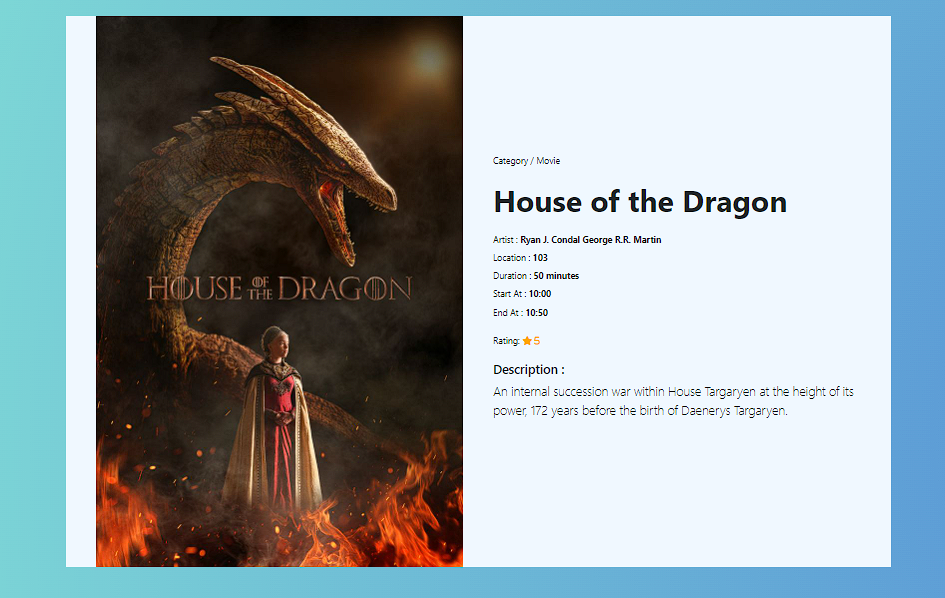 HOUSE OF THE DRAGON
Category / Movie
House of the Dragon
Artist : Ryan J. Condal George R.R. Martin
Location : 103
Duration : 50 minutes
Start At : 10:00
End At : 10:50
Rating: ★ 5
Description :
An internal succession war within House Targaryen at the height of its
power, 172 years before the birth of Daenerys Targaryen.